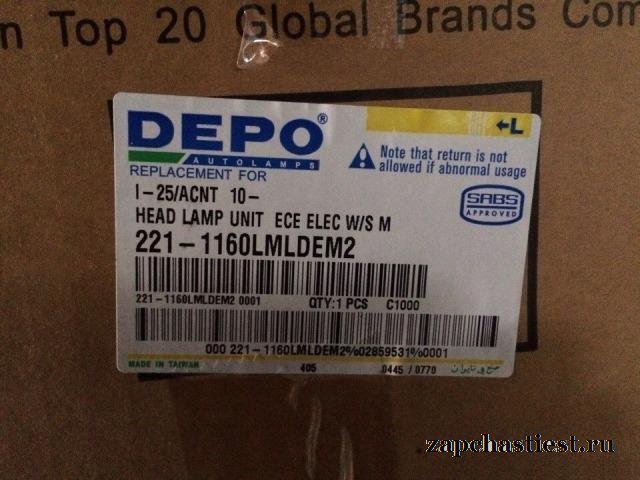 n Top 20 Global Brands Com
DEPO®
AUTOLAMPS
REPLACEMENT FOR
←L
Note that return is not
allowed if abnormal usage
I-25/ACNT 10-
HEAD LAMP UNIT ECE ELEC W/S M
SABS
APPROVED
221-1160LMLDEM2
221-1160LMLDEM2 0001 QTY:1 PCS C1000
000 221-1160LMLDEM2%02859531%0001
MADE IN TAIWAN 405 .0445 / 0770
zapchastiest.ru